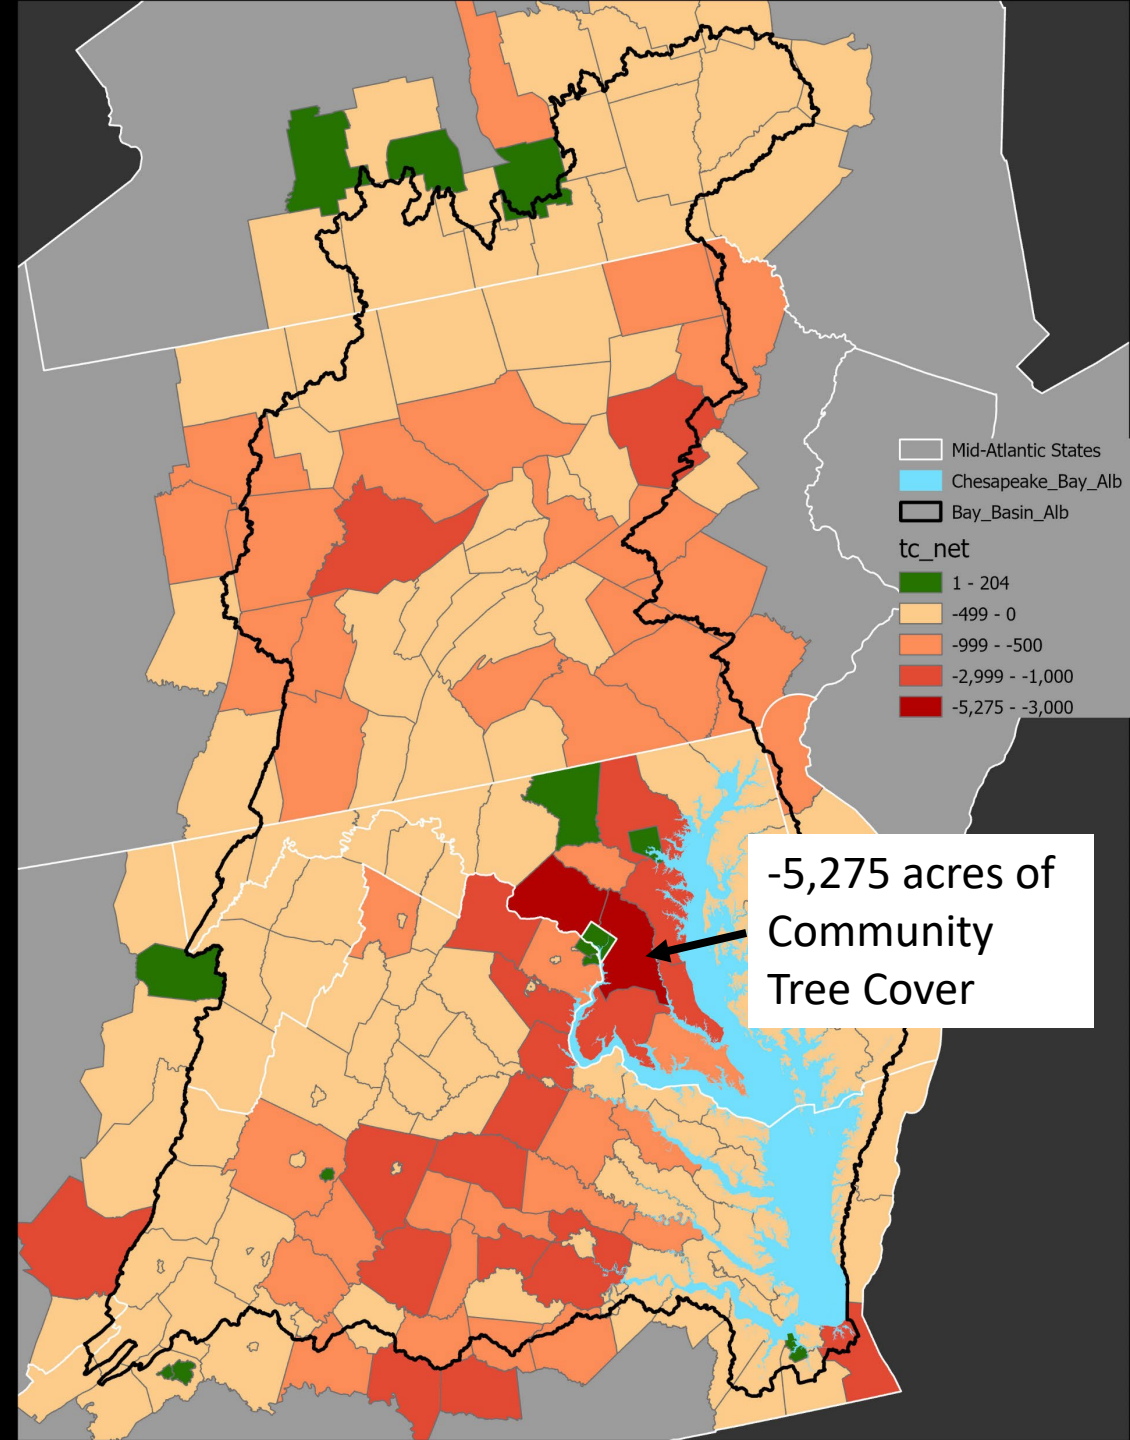 Mid-Atlantic States
Chesapeake_Bay_Alb
Bay_Basin_Alb
tc_net
1 - 204
-499 - 0
-999 - -500
-2,999 - -1,000
-5,275 - -3,000
-5,275 acres of
Community
Tree Cover